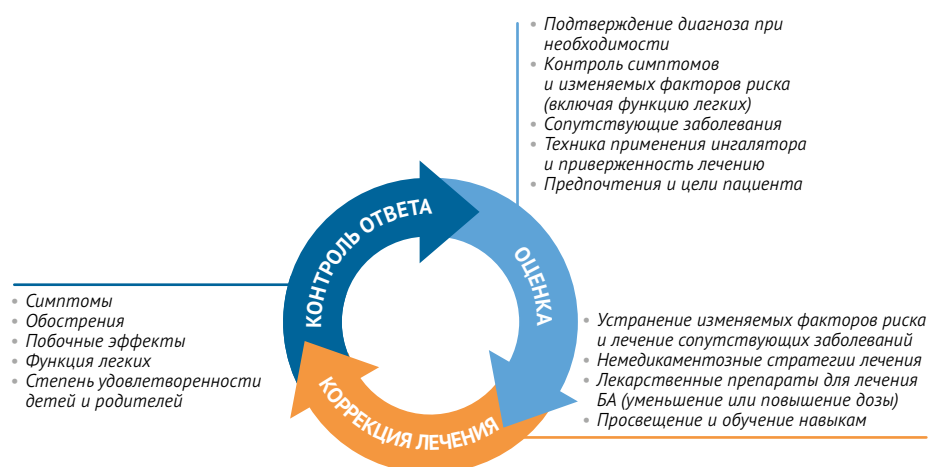 • Подтверждение диагноза при
необходимости
• Контроль симптомов
и изменяемых факторов риска
(включая функцию легких)
• Сопутствующие заболевания
• Техника применения ингалятора
и приверженность лечению
• Предпочтения и цели пациента
КОНТРОЛЬ ОТВЕТА
ОЦЕНКА
КОРРЕКЦИЯ ЛЕЧЕНИЯ
• Симптомы
• Обострения
• Побочные эффекты
• Функция легких
• Степень удовлетворенности
детей и родителей
• Устранение изменяемых факторов риска
и лечение сопутствующих заболеваний
• Немедикаментозные стратегии лечения
• Лекарственные препараты для лечения
БА (уменьшение или повышение дозы)
• Просвещение и обучение навыкам